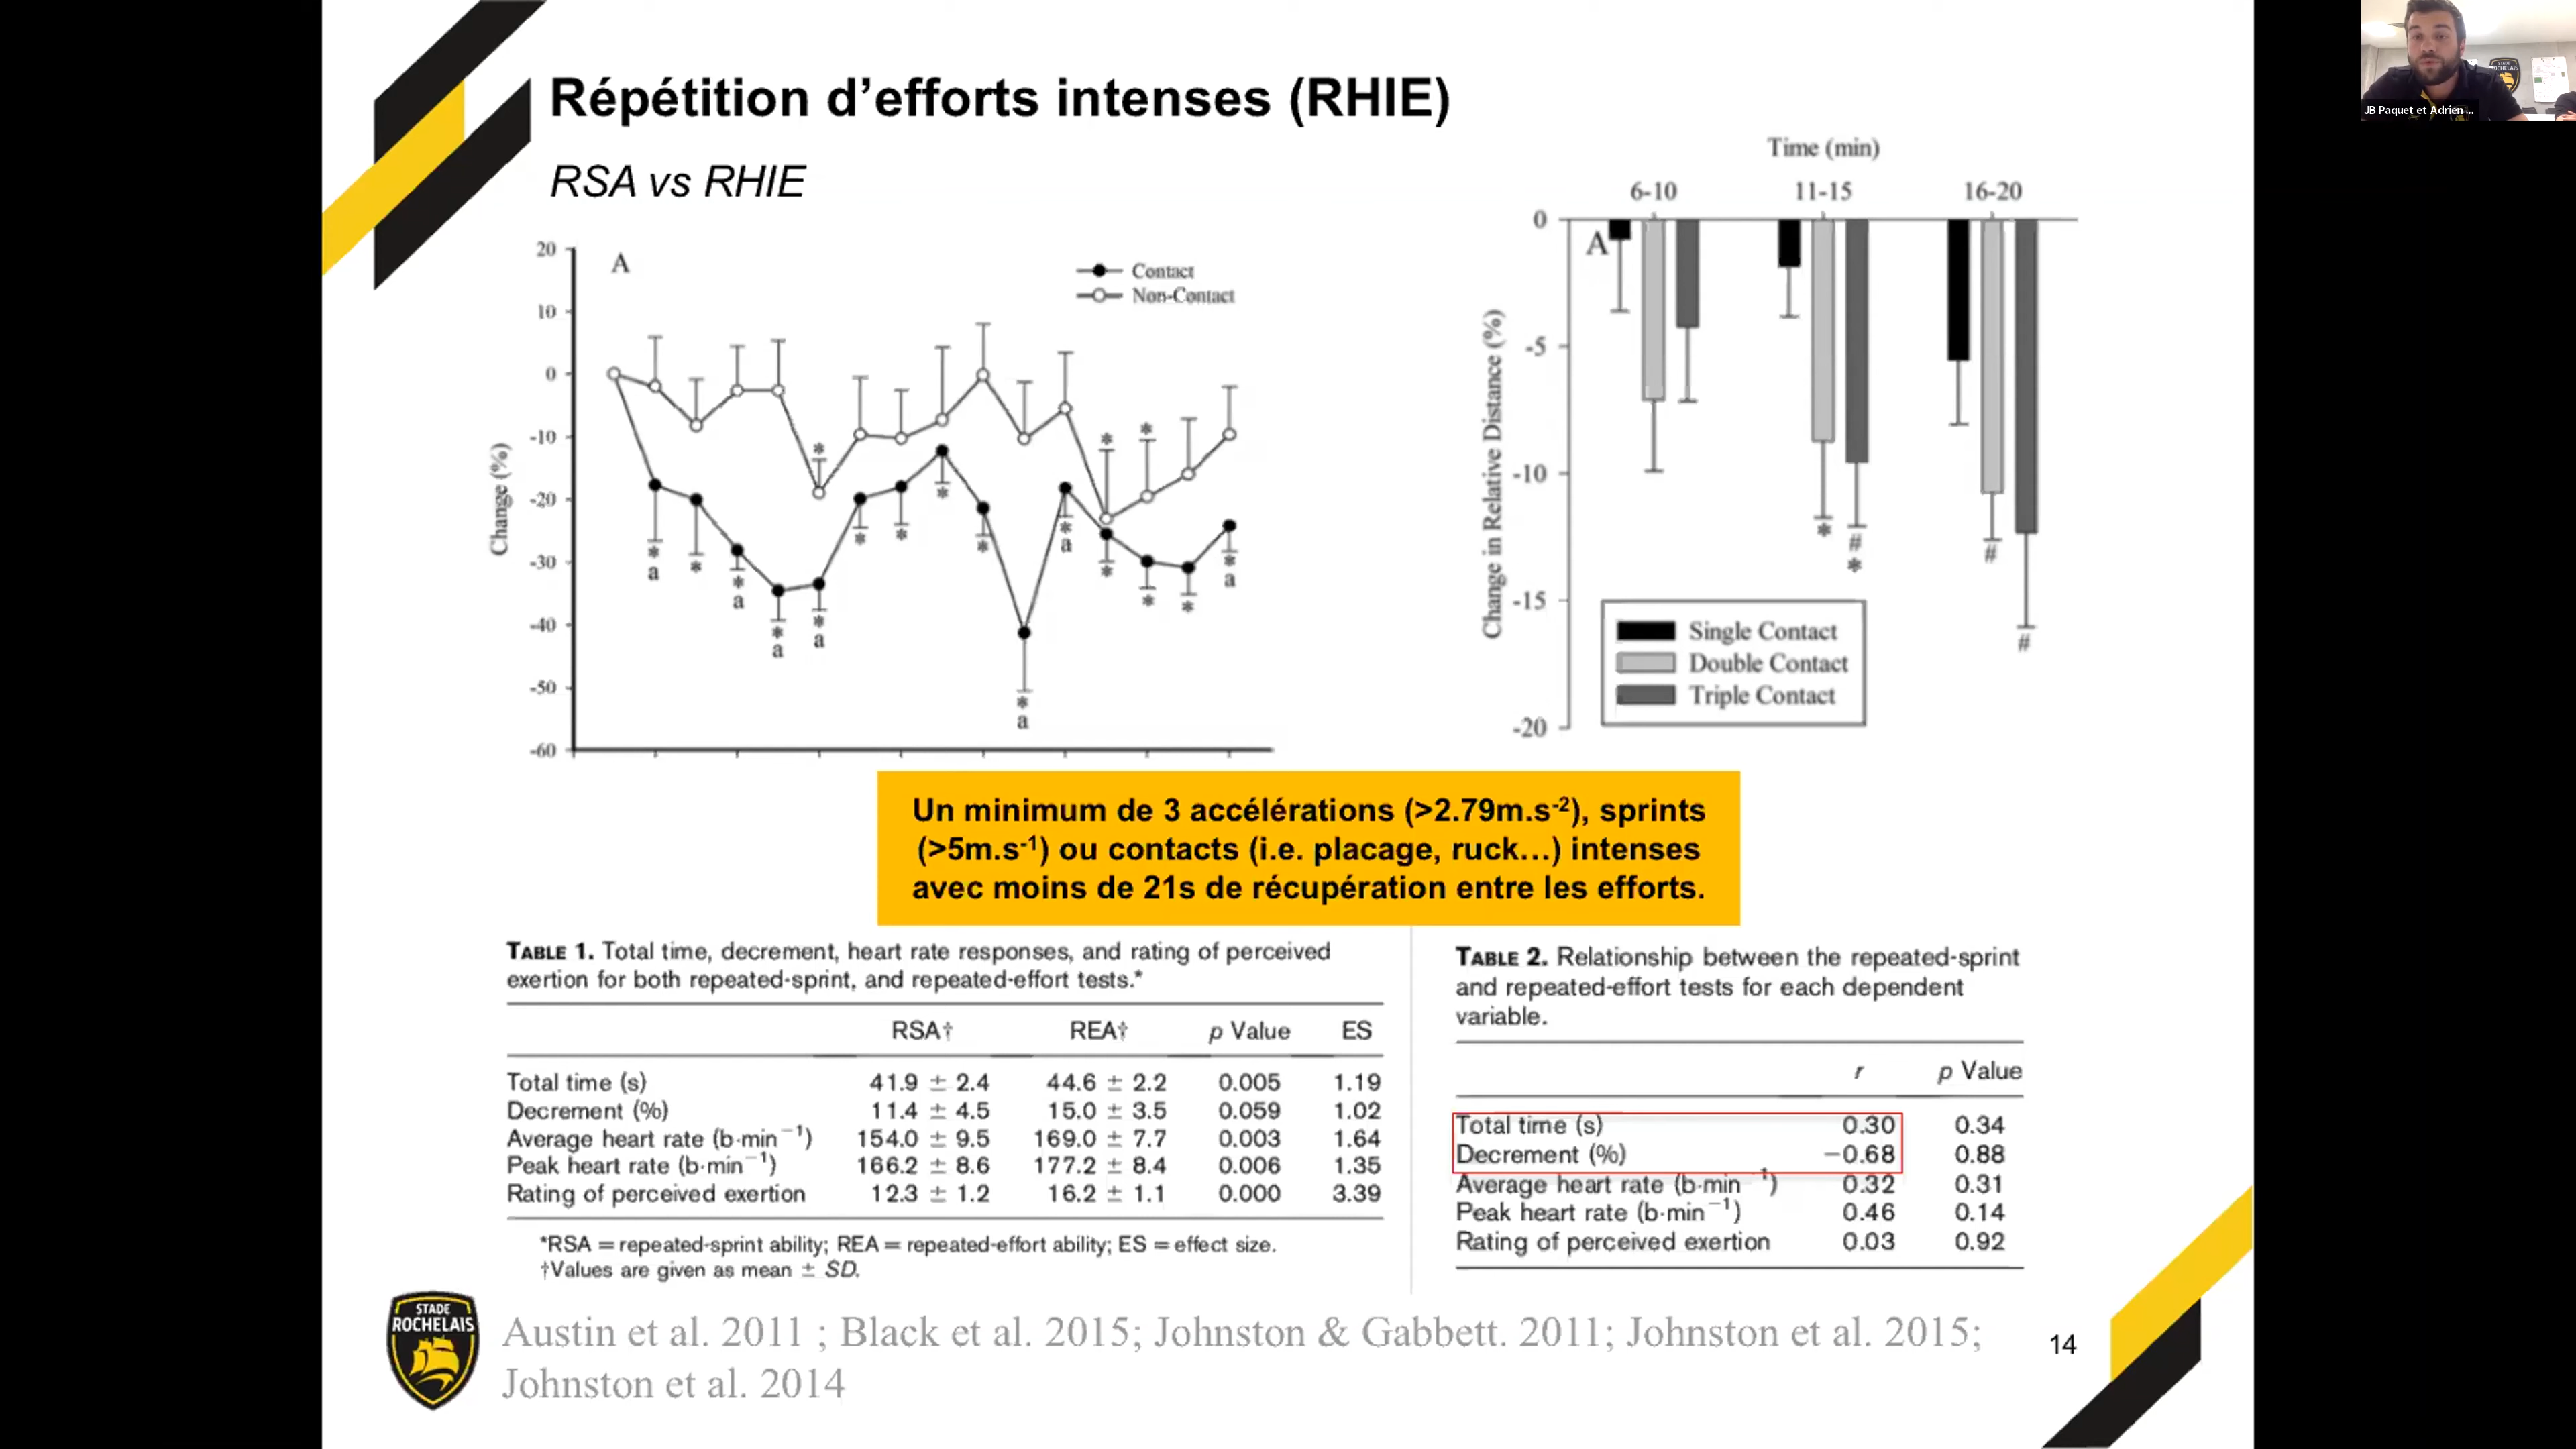 JB Paquet et Adrien ...
Répétition d’efforts intenses (RHIE)
RSA vs RHIE
20
10
0
-10
-20
-30
-40
-50
-60
Change (%)
A
Contact
Non-Contact
*
*
*
*
a
*
*
a
*
a
*
a
*
*
*
*
*
a
*
a
*
*
*
*
a
Time (min)
6-10 11-15 16-20
0
-5
-10
-15
-20
Change in Relative Distance (%)
A
*
#
*
#
#
Single Contact
Double Contact
Triple Contact
Un minimum de 3 accélérations (>2.79m.s-2), sprints
(>5m.s-1) ou contacts (i.e. placage, ruck…) intenses
avec moins de 21s de récupération entre les efforts.
TABLE 1. Total time, decrement, heart rate responses, and rating of perceived
exertion for both repeated-sprint, and repeated-effort tests.*
RSA† REA† p Value ES
Total time (s) 41.9 ± 2.4 44.6 ± 2.2 0.005 1.19
Decrement (%) 11.4 ± 4.5 15.0 ± 3.5 0.059 1.02
Average heart rate (b·min−1) 154.0 ± 9.5 169.0 ± 7.7 0.003 1.64
Peak heart rate (b·min−1) 166.2 ± 8.6 177.2 ± 8.4 0.006 1.35
Rating of perceived exertion 12.3 ± 1.2 16.2 ± 1.1 0.000 3.39
*RSA = repeated-sprint ability; REA = repeated-effort ability; ES = effect size.
†Values are given as mean ± SD.
TABLE 2. Relationship between the repeated-sprint
and repeated-effort tests for each dependent
variable.
r p Value
Total time (s) 0.30 0.34
Decrement (%) −0.68 0.88
Average heart rate (b·min−1) 0.32 0.31
Peak heart rate (b·min−1) 0.46 0.14
Rating of perceived exertion 0.03 0.92
STADE
ROCHELAIS
Austin et al. 2011 ; Black et al. 2015; Johnston & Gabbett. 2011; Johnston et al. 2015;
Johnston et al. 2014
14